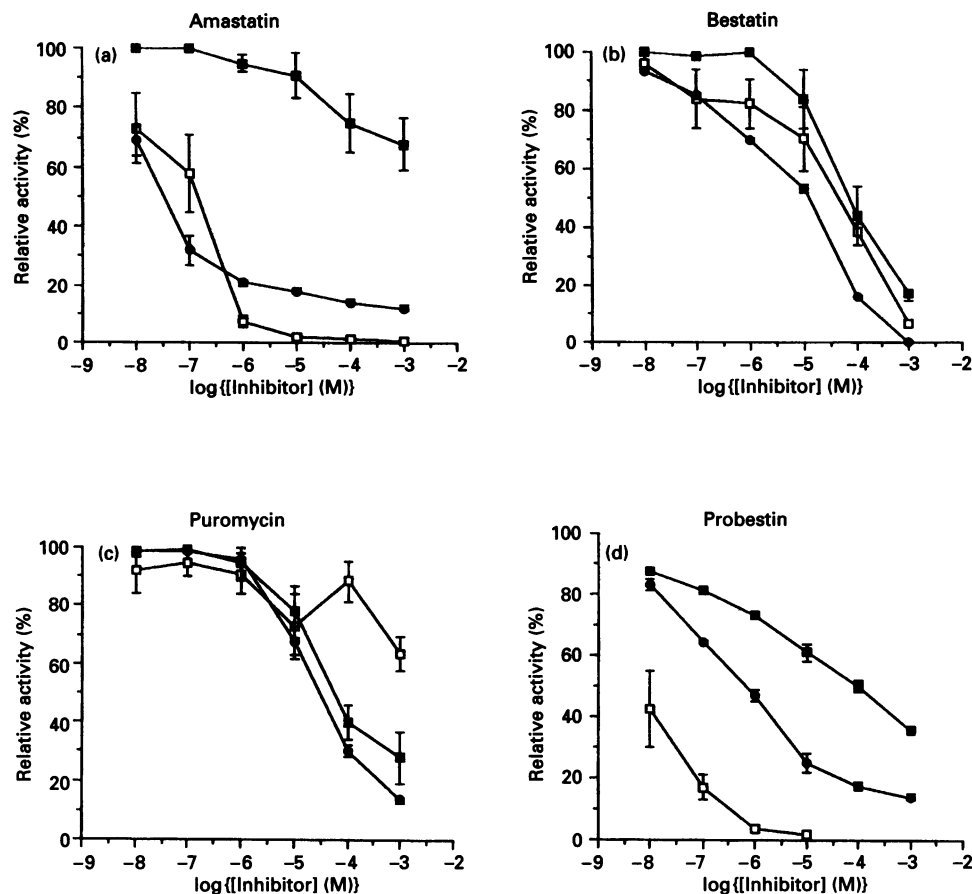 Amastatin
(a)
Relative activity (%)
100
80
60
40
20
0
−9 −8 −7 −6 −5 −4 −3 −2
log{[Inhibitor] (M)}
Bestatin
(b)
Relative activity (%)
100
80
60
40
20
0
−9 −8 −7 −6 −5 −4 −3 −2
log{[Inhibitor] (M)}
Puromycin
(c)
Relative activity (%)
100
80
60
40
20
0
−9 −8 −7 −6 −5 −4 −3 −2
log{[Inhibitor] (M)}
Probestin
(d)
Relative activity (%)
100
80
60
40
20
0
−9 −8 −7 −6 −5 −4 −3 −2
log{[Inhibitor] (M)}